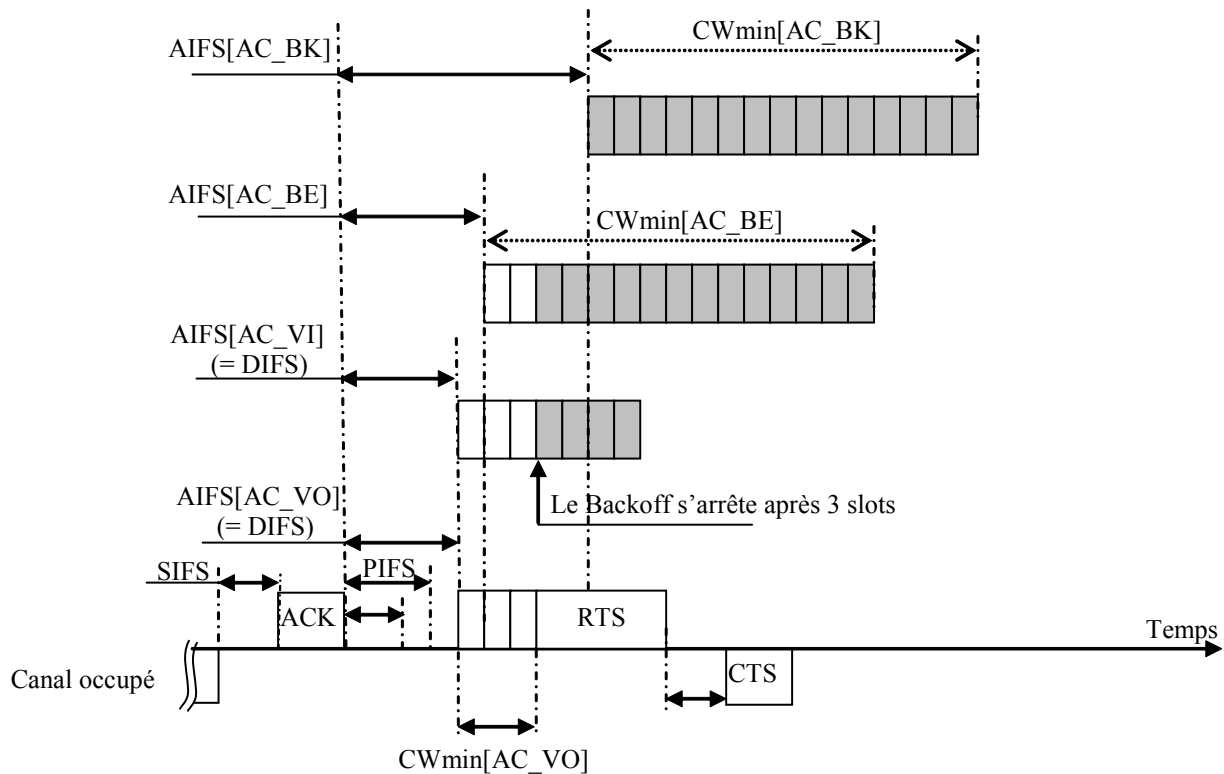 CWmin[AC_BK]
AIFS[AC_BK]
AIFS[AC_BE]
CWmin[AC_BE]
AIFS[AC_VI]
(= DIFS)
AIFS[AC_VO]
(= DIFS)
Le Backoff s’arrête après 3 slots
SIFS
PIFS
ACK
RTS
Temps
Canal occupé
CTS
CWmin[AC_VO]